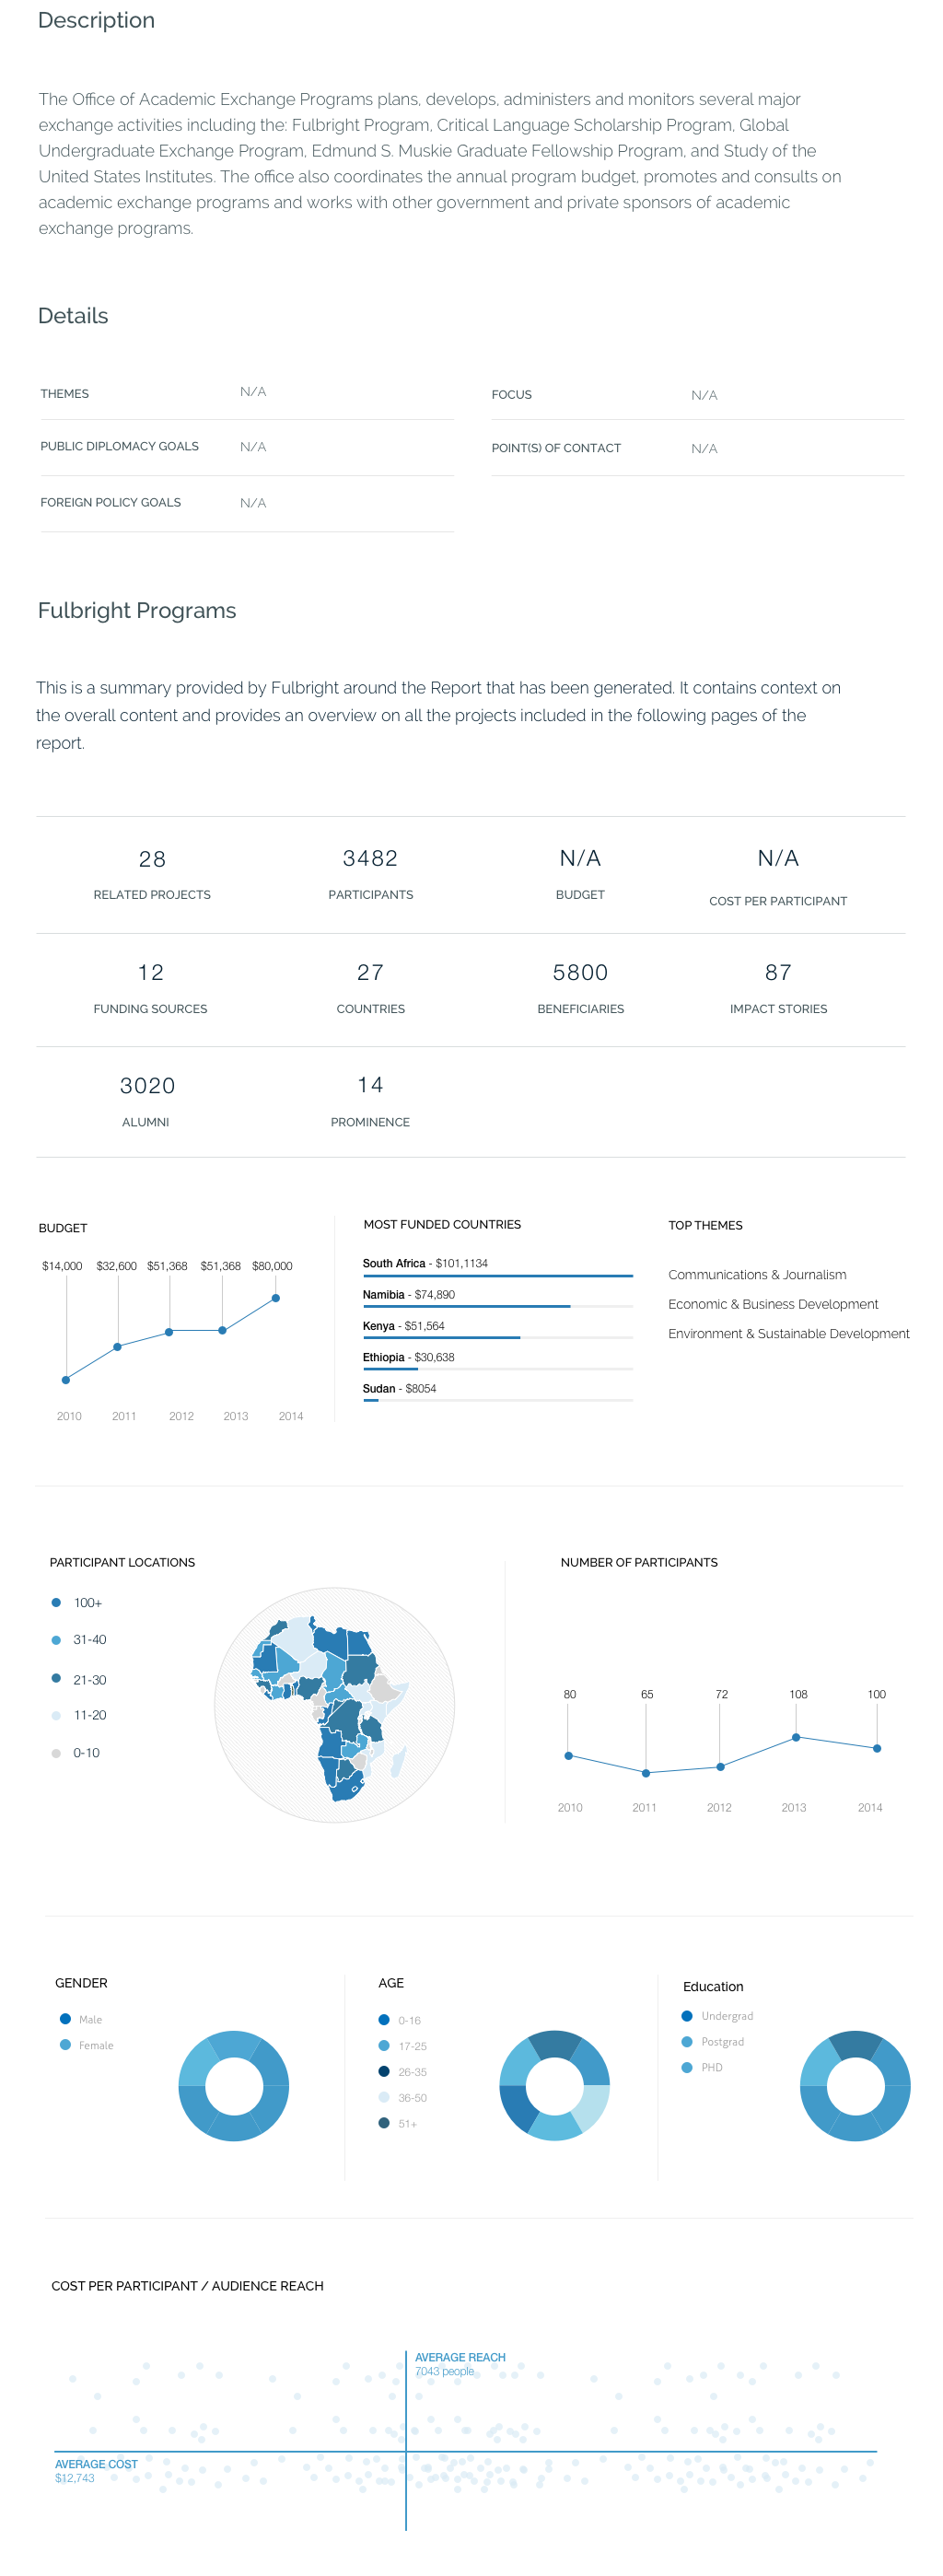 Description
The Office of Academic Exchange Programs plans, develops, administers and monitors several major
exchange activities including the: Fulbright Program, Critical Language Scholarship Program, Global
Undergraduate Exchange Program, Edmund S. Muskie Graduate Fellowship Program, and Study of the
United States Institutes. The office also coordinates the annual program budget, promotes and consults on
academic exchange programs and works with other government and private sponsors of academic
exchange programs.
Details
THEMES N/A
FOCUS N/A
PUBLIC DIPLOMACY GOALS N/A
POINT(S) OF CONTACT N/A
FOREIGN POLICY GOALS N/A
Fulbright Programs
This is a summary provided by Fulbright around the Report that has been generated. It contains context on
the overall content and provides an overview on all the projects included in the following pages of the
report.
28 3482 N/A N/A
RELATED PROJECTS PARTICIPANTS BUDGET COST PER PARTICIPANT
12 27 5800 87
FUNDING SOURCES COUNTRIES BENEFICIARIES IMPACT STORIES
3020 14
ALUMNI PROMINENCE
BUDGET
$14,000 $32,600 $51,368 $51,368 $80,000
2010 2011 2012 2013 2014
MOST FUNDED COUNTRIES
South Africa - $101,1134
Namibia - $74,890
Kenya - $51,564
Ethiopia - $30,638
Sudan - $8054
TOP THEMES
Communications & Journalism
Economic & Business Development
Environment & Sustainable Development
PARTICIPANT LOCATIONS
100+
31-40
21-30
11-20
0-10
NUMBER OF PARTICIPANTS
80 65 72 108 100
2010 2011 2012 2013 2014
GENDER
Male
Female
AGE
0-16
17-25
26-35
36-50
51+
Education
Undergrad
Postgrad
PHD
COST PER PARTICIPANT / AUDIENCE REACH
AVERAGE REACH
7043 people
AVERAGE COST
$12,743